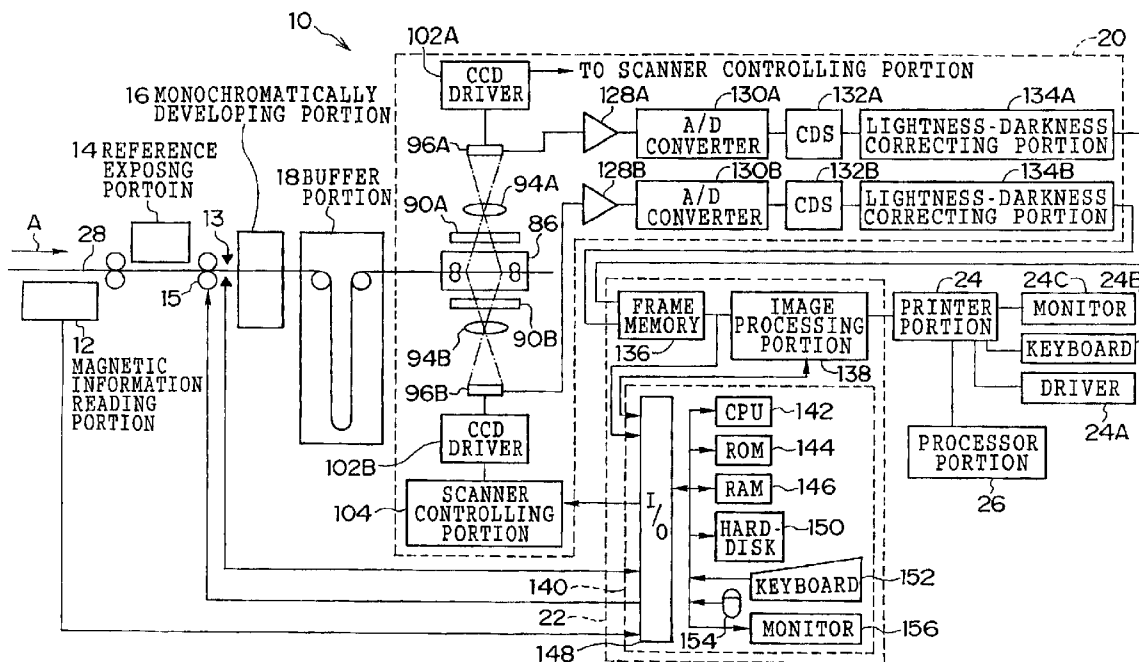 10
102A
CCD
DRIVER
TO SCANNER CONTROLLING PORTION
20
16 MONOCHROMATICALLY
DEVELOPING PORTION
128A
130A
132A
134A
A/D
CONVERTER
CDS
LIGHTNESS-DARKNESS
CORRECTING PORTION
14 REFERENCE
EXPOSNG
PORTOIN
96A
94A
128B
130B
132B
134B
A/D
CONVERTER
CDS
LIGHTNESS-DARKNESS
CORRECTING PORTION
18 BUFFER
PORTION
90A
86
A
28
13
15
8
8
12
MAGNETIC
INFORMATION
READING
PORTION
94B
90B
96B
CCD
DRIVER
102B
104
SCANNER
CONTROLLING
PORTION
FRAME
MEMORY
136
IMAGE
PROCESSING
PORTION
138
24
PRINTER
PORTION
24C
24B
MONITOR
KEYBOARD
DRIVER
24A
PROCESSOR
PORTION
26
I/O
CPU
142
ROM
144
RAM
146
HARD-
DISK
150
KEYBOARD
152
154
MONITOR
156
140
22
148